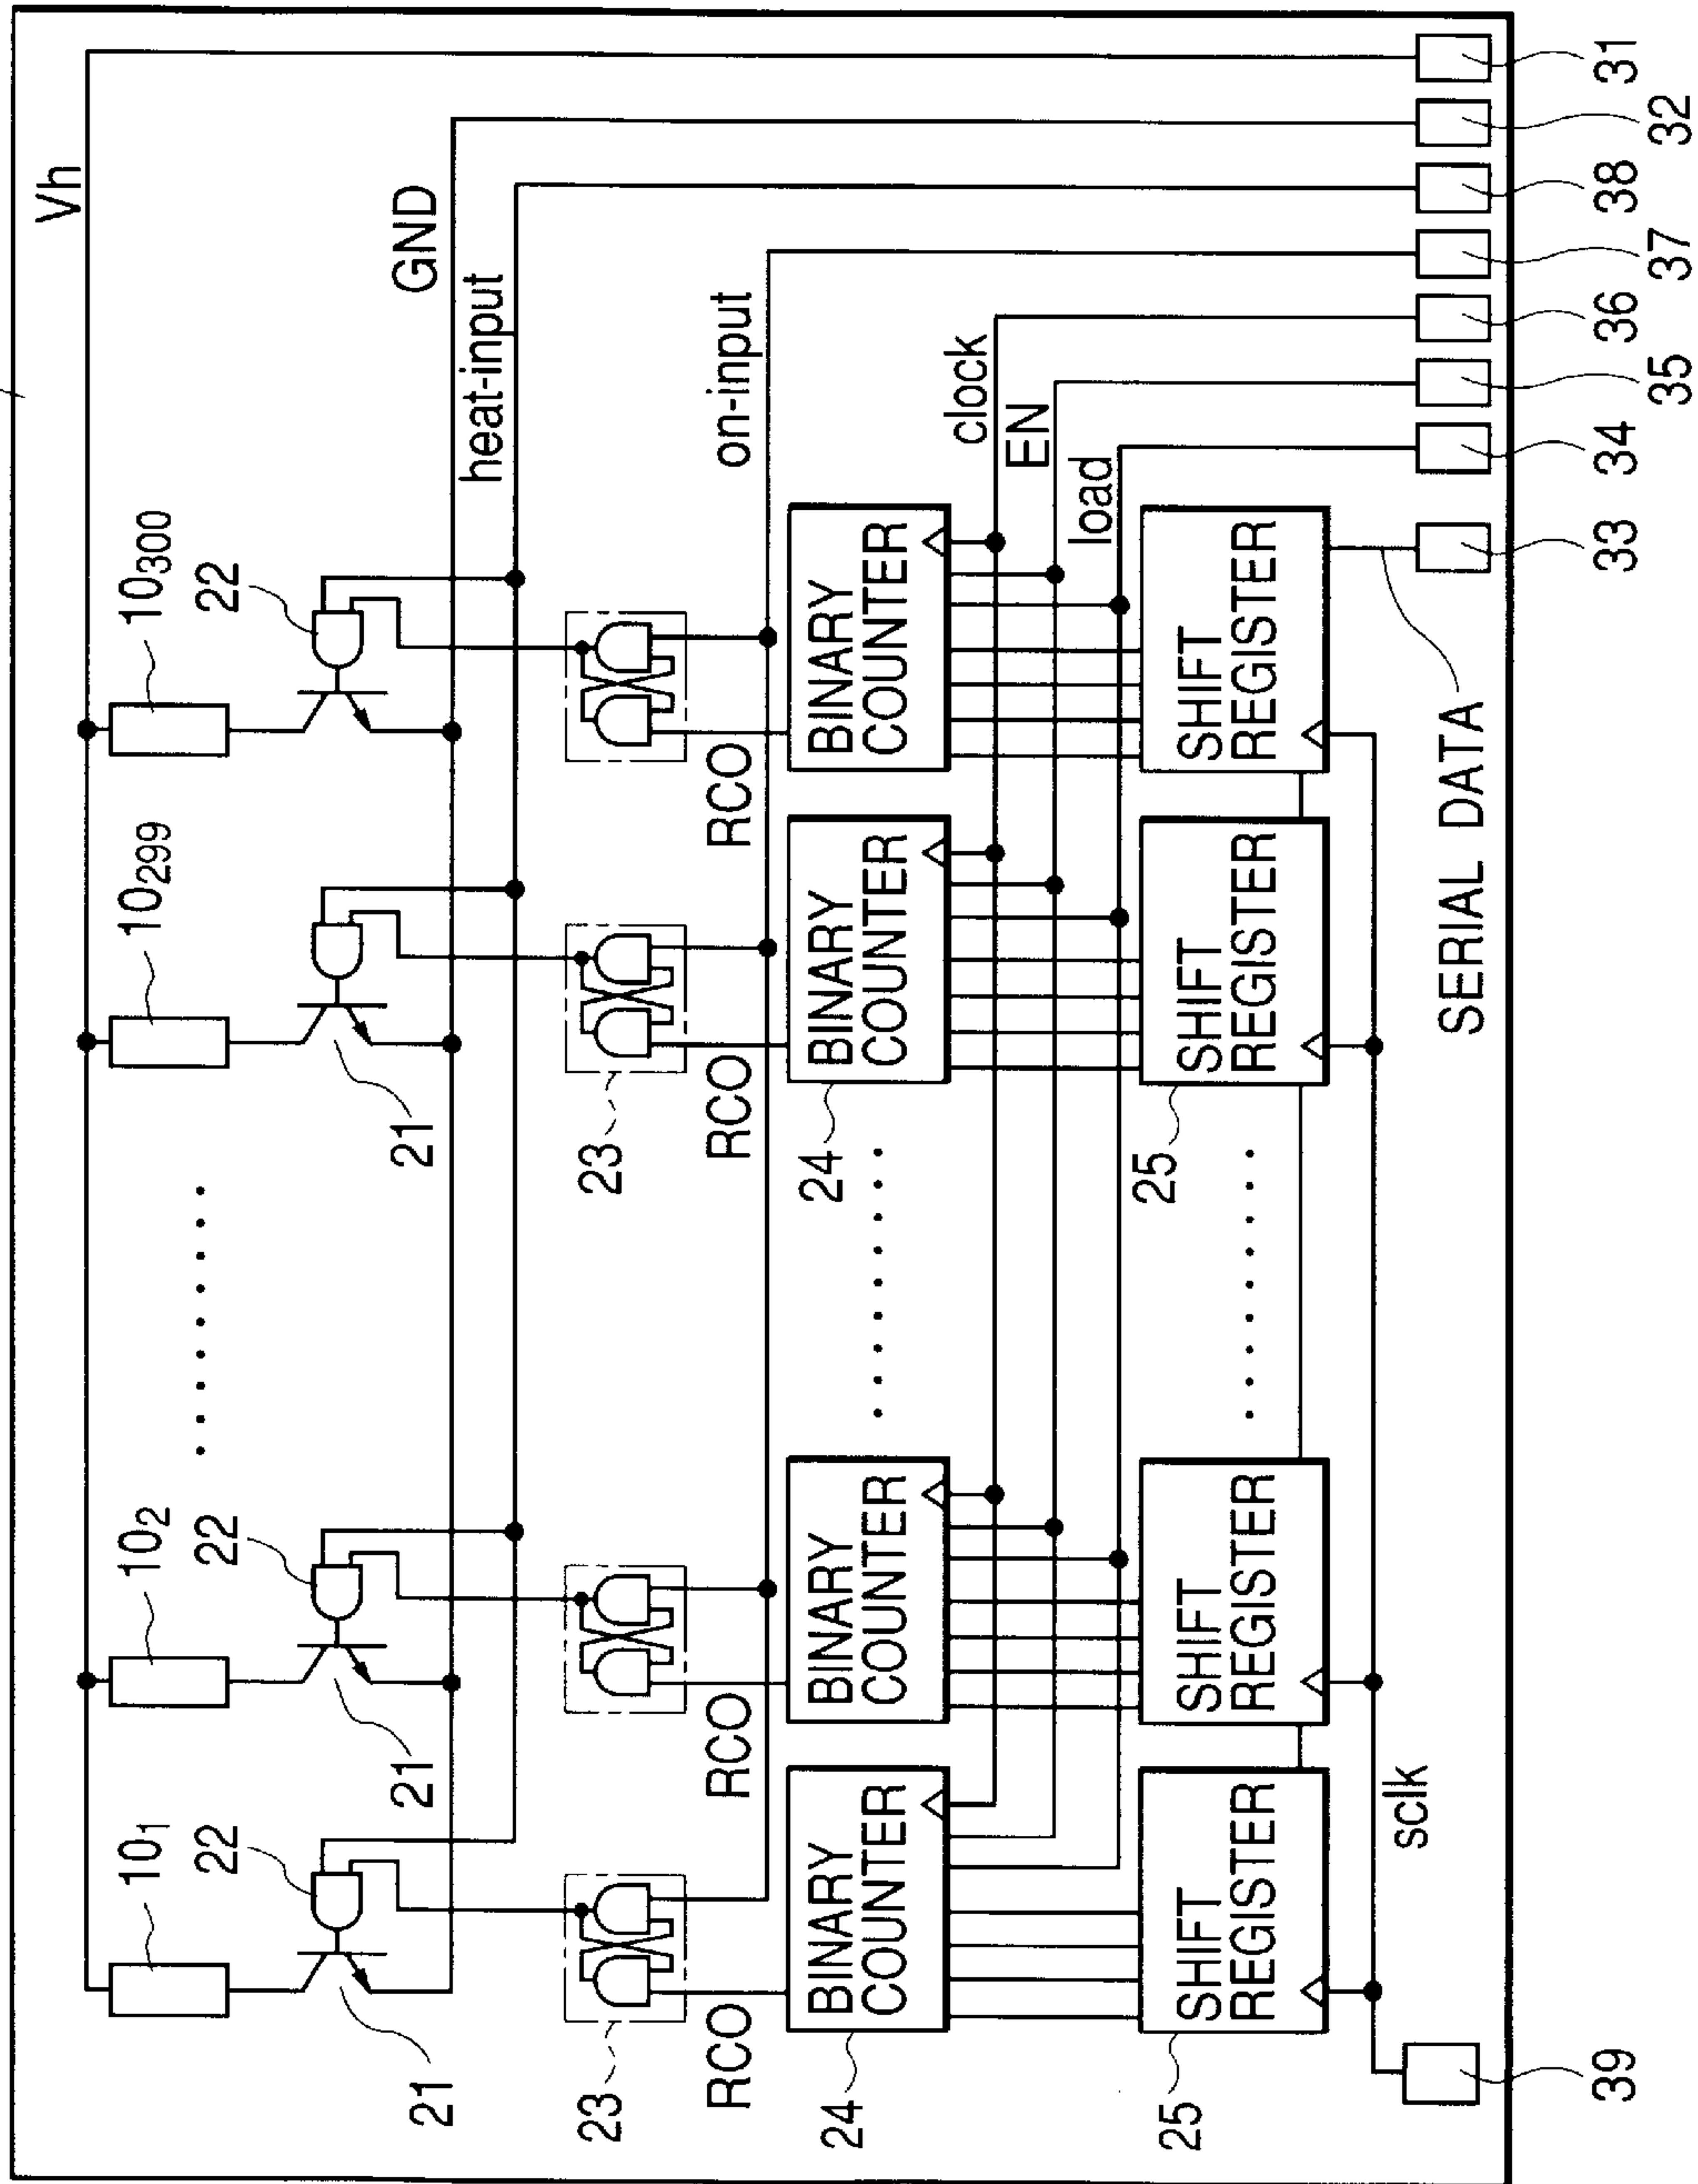 Vh
10₁
10₂
10₂₉₉
10₃₀₀
22
22
22
21
21
21
GND
heat-input
23
23
RCO
RCO
RCO
RCO
on-input
24
24
BINARY
COUNTER
BINARY
COUNTER
BINARY
COUNTER
BINARY
COUNTER
clock
EN
load
25
25
SHIFT
REGISTER
SHIFT
REGISTER
SHIFT
REGISTER
SHIFT
REGISTER
sclk
SERIAL DATA
39
33
34
35
36
37
38
32
31